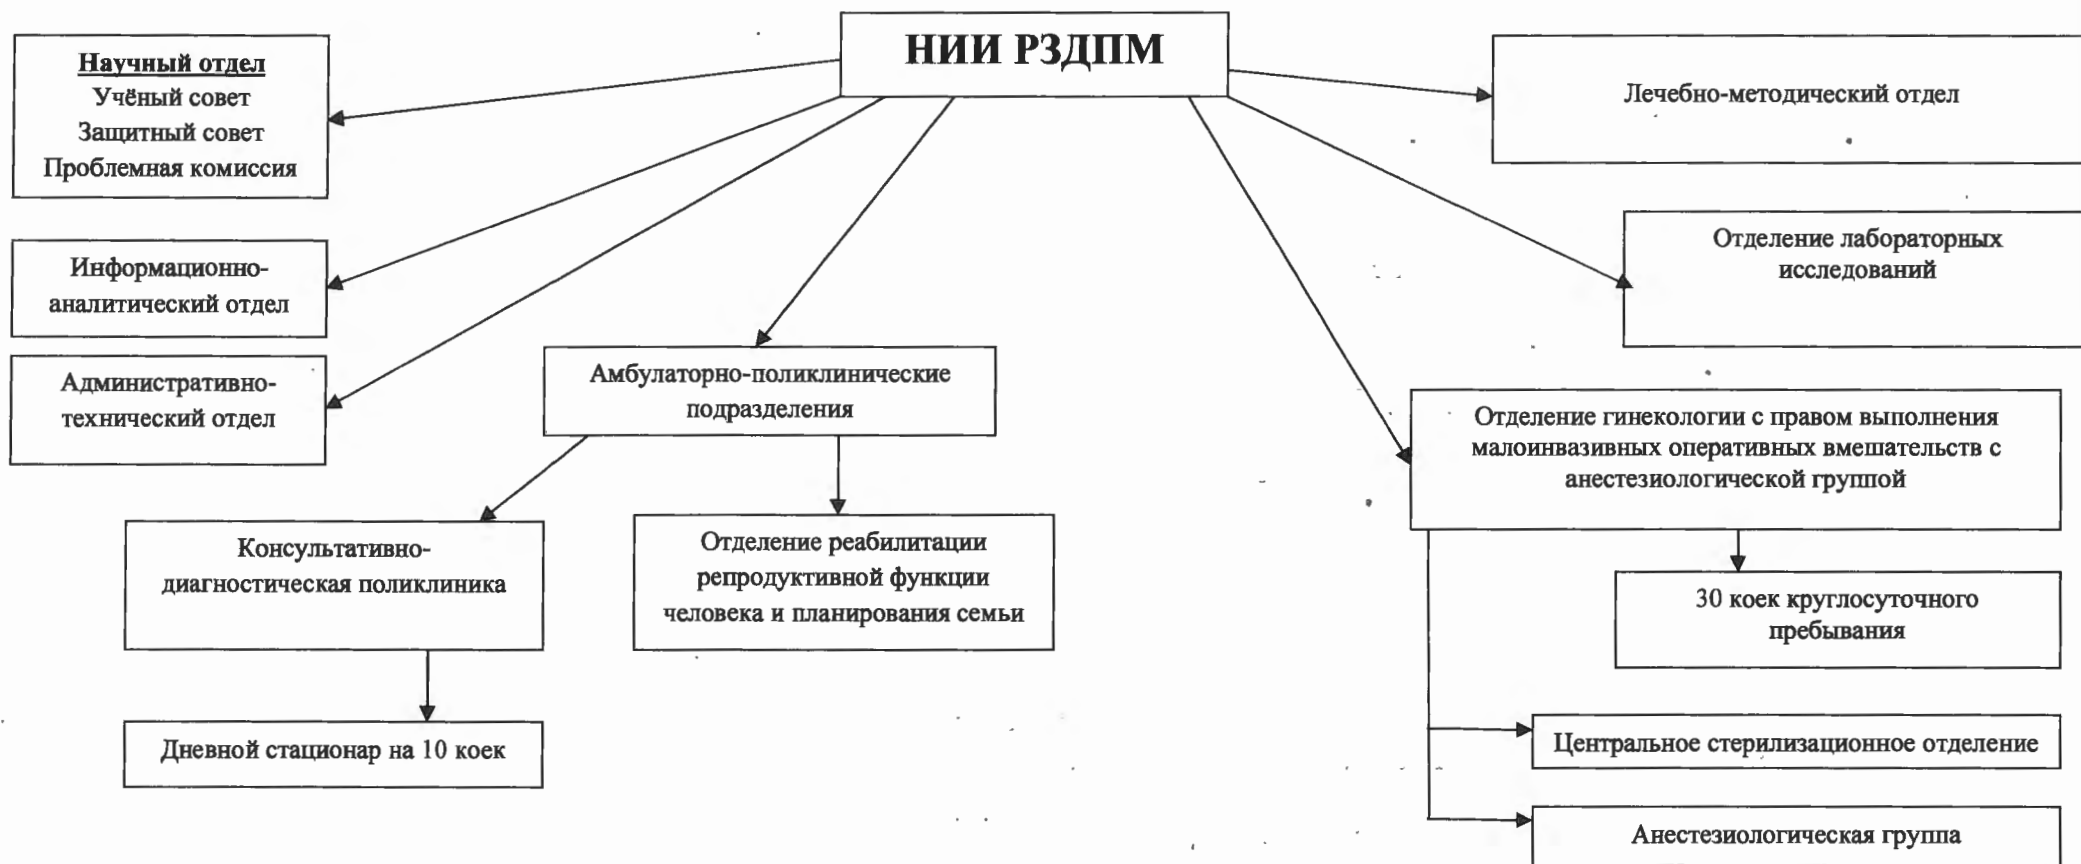 НИИ РЗДПМ
Научный отдел
Учёный совет
Защитный совет
Проблемная комиссия
Лечебно-методический отдел
Отделение лабораторных
исследований
Информационно-
аналитический отдел
Административно-
технический отдел
Амбулаторно-поликлинические
подразделения
Отделение гинекологии с правом выполнения
малоинвазивных оперативных вмешательств с
анестезиологической группой
Консультативно-
диагностическая поликлиника
Отделение реабилитации
репродуктивной функции
человека и планирования семьи
30 коек круглосуточного
пребывания
Дневной стационар на 10 коек
Центральное стерилизационное отделение
Анестезиологическая группа